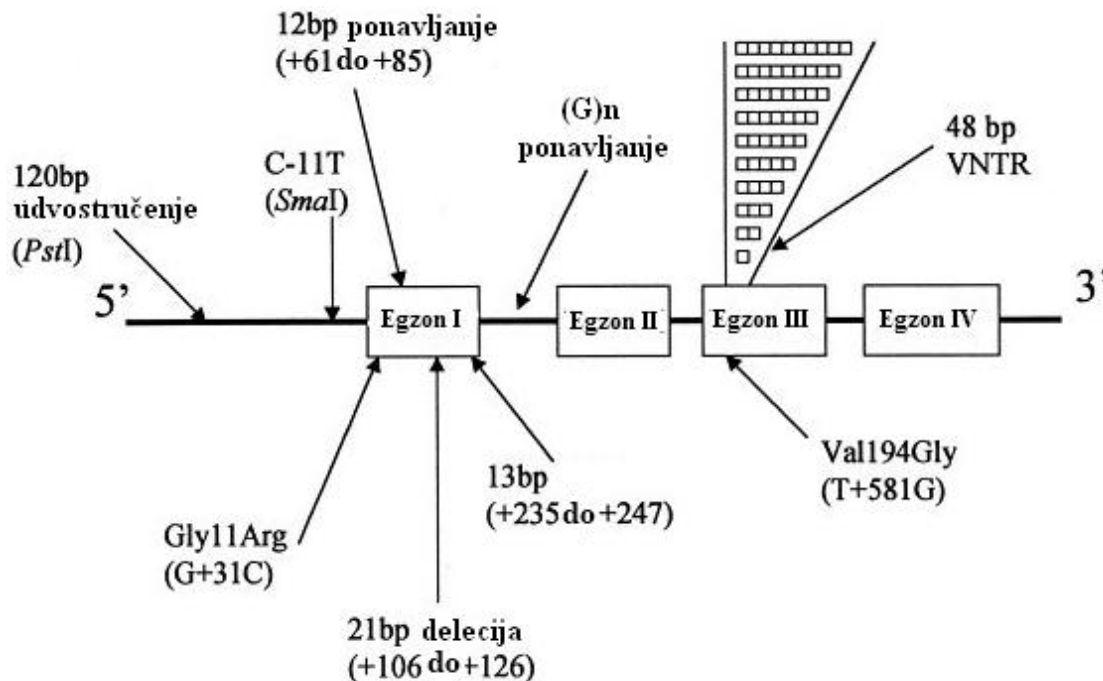 12bp ponavljanje
(+61 do +85)
(G)n
ponavljanje
48 bp
VNTR
C-11T
(SmaI)
120bp
udvostručenje
(PstI)
5’
3’
Egzon I
Egzon II
Egzon III
Egzon IV
Gly11Arg
(G+31C)
21bp delecija
(+106 do +126)
13bp
(+235 do +247)
Val194Gly
(T+581G)